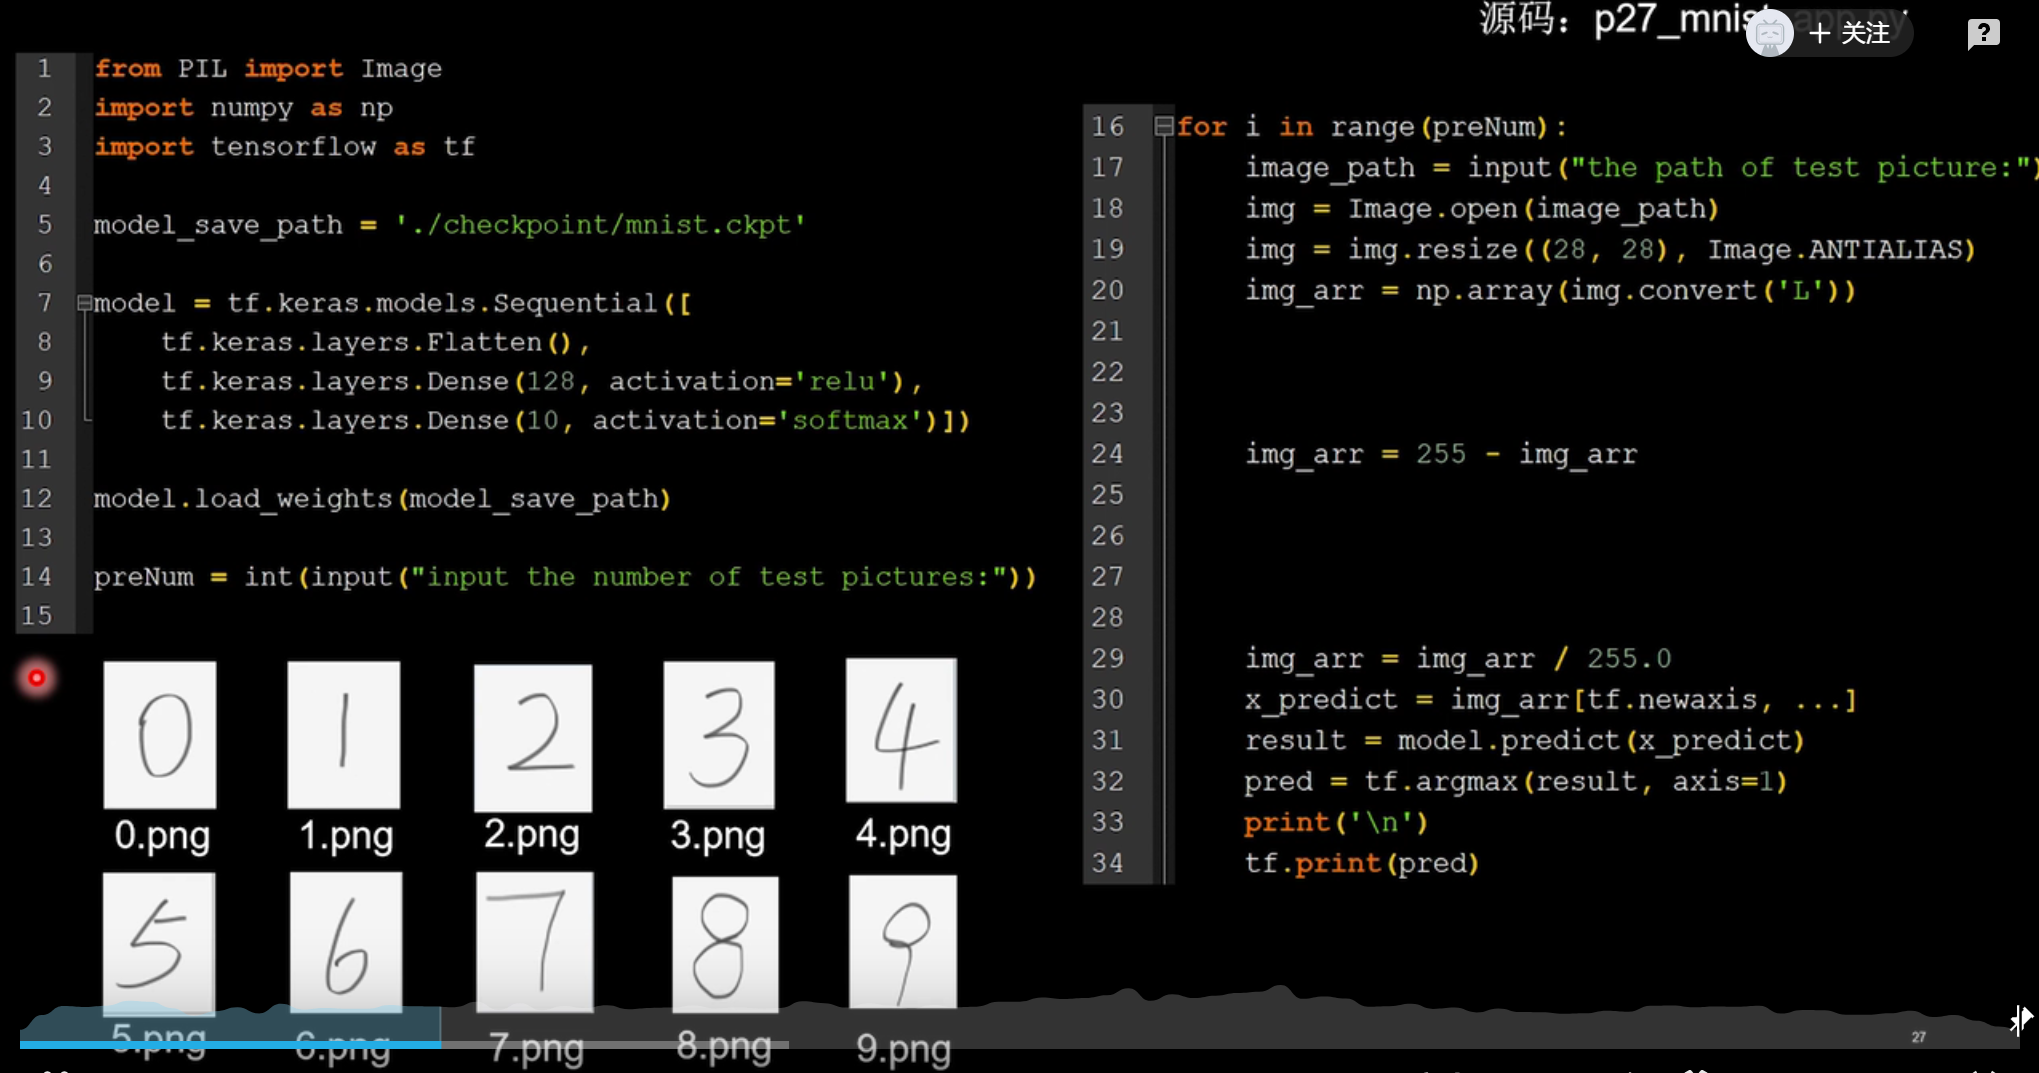 源码：p27_mnist_app.py
+ 关注
1 from PIL import Image
2 import numpy as np
3 import tensorflow as tf
4
5 model_save_path = './checkpoint/mnist.ckpt'
6
7 model = tf.keras.models.Sequential([
8 tf.keras.layers.Flatten(),
9 tf.keras.layers.Dense(128, activation='relu'),
10 tf.keras.layers.Dense(10, activation='softmax')])
11
12 model.load_weights(model_save_path)
13
14 preNum = int(input("input the number of test pictures:"))
15
16 for i in range(preNum):
17 image_path = input("the path of test picture:")
18 img = Image.open(image_path)
19 img = img.resize((28, 28), Image.ANTIALIAS)
20 img_arr = np.array(img.convert('L'))
21
22
23
24 img_arr = 255 - img_arr
25
26
27
28
29 img_arr = img_arr / 255.0
30 x_predict = img_arr[tf.newaxis, ...]
31 result = model.predict(x_predict)
32 pred = tf.argmax(result, axis=1)
33 print('\n')
34 tf.print(pred)
0 1 2 3 4
0.png 1.png 2.png 3.png 4.png
5 6 7 8 9
5.png 6.png 7.png 8.png 9.png
27